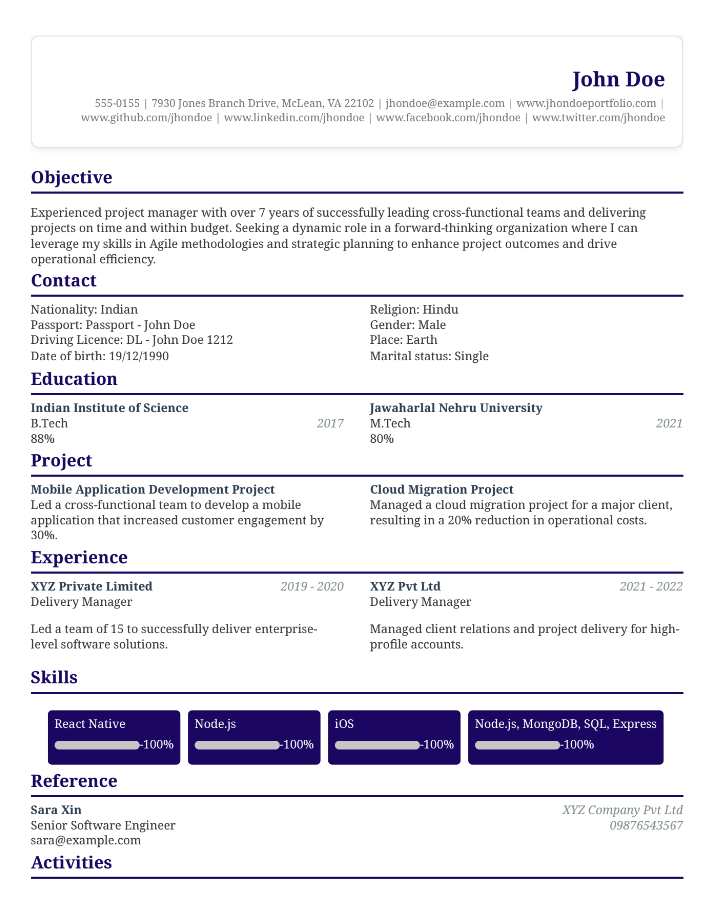 John Doe
555-0155 | 7930 Jones Branch Drive, McLean, VA 22102 | jhondoe@example.com | www.jhondoeportfolio.com |
www.github.com/jhondoe | www.linkedin.com/jhondoe | www.facebook.com/jhondoe | www.twitter.com/jhondoe
Objective
Experienced project manager with over 7 years of successfully leading cross-functional teams and delivering
projects on time and within budget. Seeking a dynamic role in a forward-thinking organization where I can
leverage my skills in Agile methodologies and strategic planning to enhance project outcomes and drive
operational efficiency.
Contact
Nationality: Indian
Passport: Passport - John Doe
Driving Licence: DL - John Doe 1212
Date of birth: 19/12/1990
Religion: Hindu
Gender: Male
Place: Earth
Marital status: Single
Education
Indian Institute of Science
B.Tech 2017
88%
Jawaharlal Nehru University
M.Tech 2021
80%
Project
Mobile Application Development Project
Led a cross-functional team to develop a mobile
application that increased customer engagement by
30%.
Cloud Migration Project
Managed a cloud migration project for a major client,
resulting in a 20% reduction in operational costs.
Experience
XYZ Private Limited 2019 - 2020
Delivery Manager
Led a team of 15 to successfully deliver enterprise-
level software solutions.
XYZ Pvt Ltd 2021 - 2022
Delivery Manager
Managed client relations and project delivery for high-
profile accounts.
Skills
React Native
-100%
Node.js
-100%
iOS
-100%
Node.js, MongoDB, SQL, Express
-100%
Reference
Sara Xin XYZ Company Pvt Ltd
Senior Software Engineer 09876543567
sara@example.com
Activities